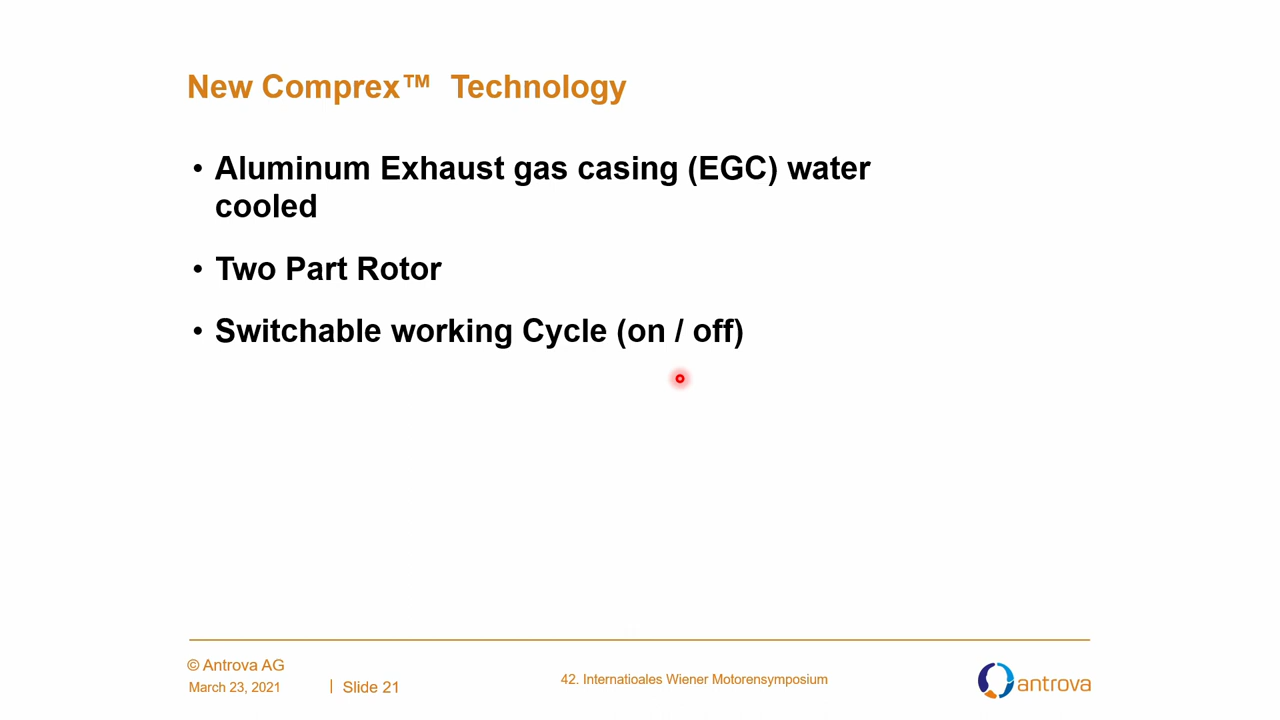 New Comprex™ Technology
• Aluminum Exhaust gas casing (EGC) water
cooled
• Two Part Rotor
• Switchable working Cycle (on / off)
© Antrova AG
March 23, 2021 | Slide 21
42. Internatioales Wiener Motorensymposium
antrova